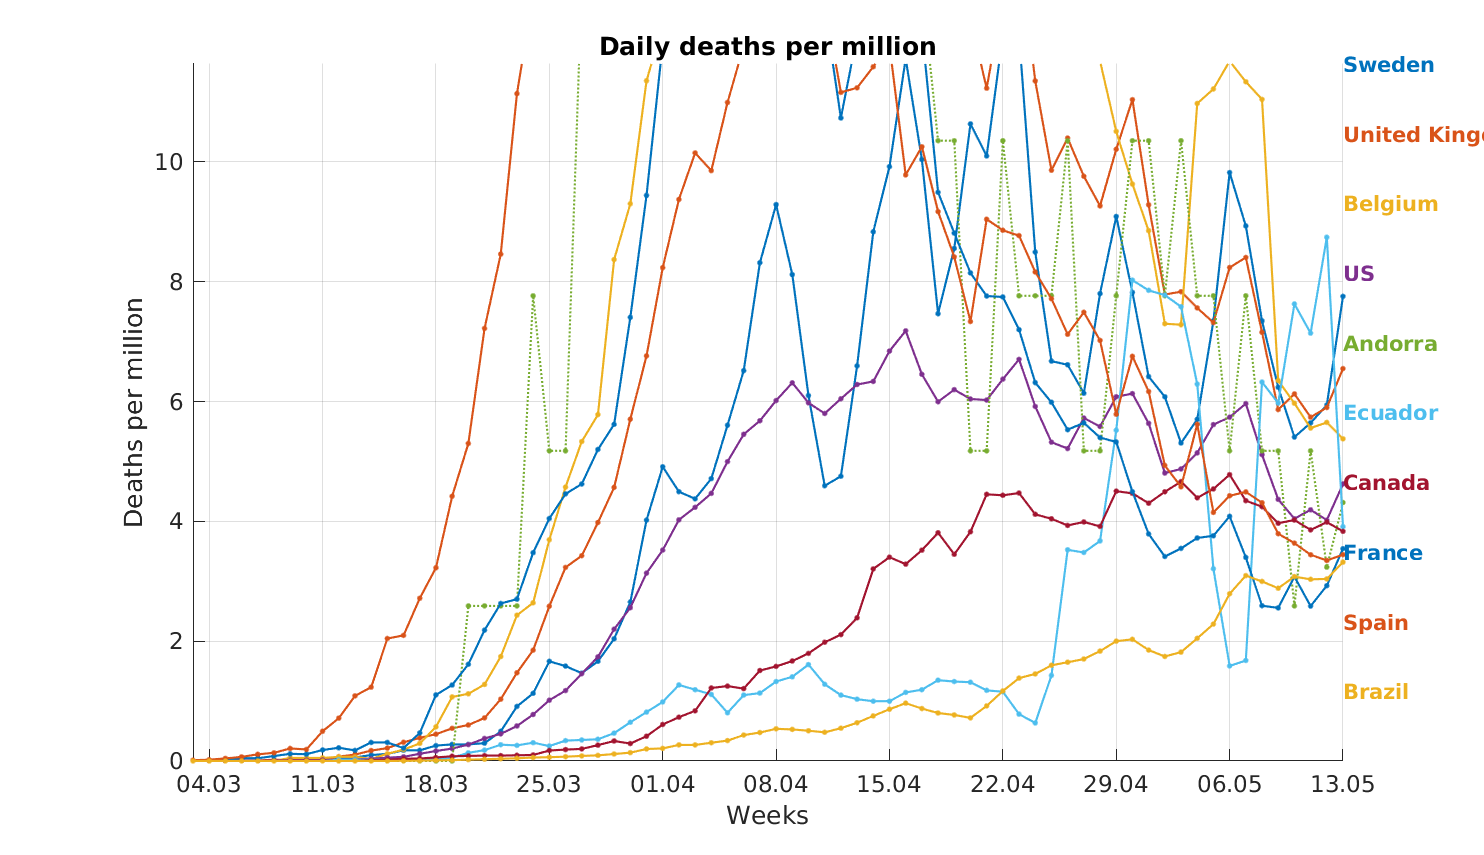 Daily deaths per million
Deaths per million
10
8
6
4
2
0
04.03
11.03
18.03
25.03
01.04
08.04
15.04
22.04
29.04
06.05
13.05
Weeks
Sweden
United King
Belgium
US
Andorra
Ecuador
Canada
France
Spain
Brazil